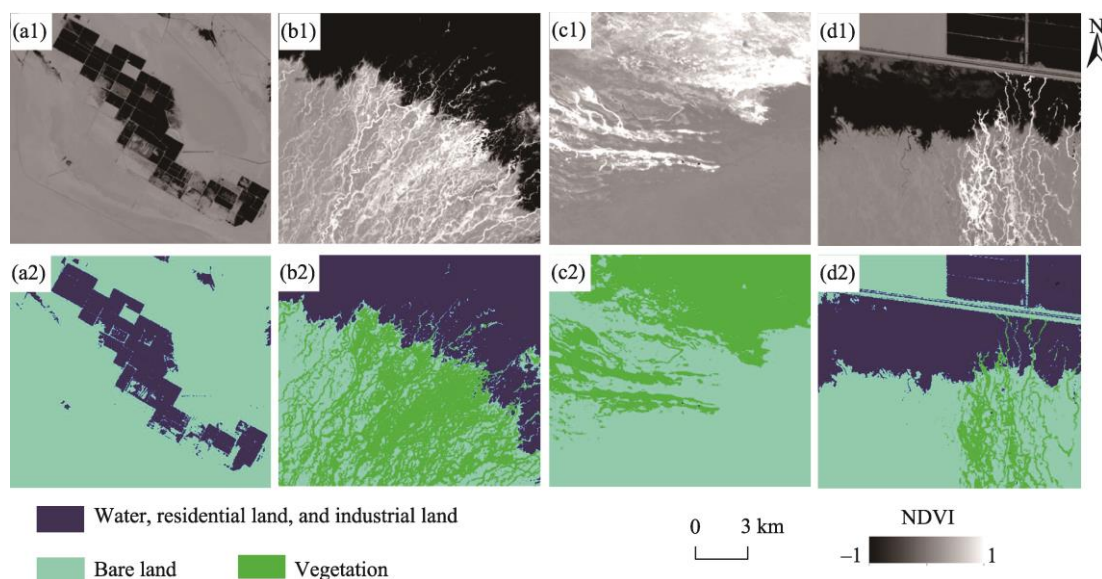 (a1) (b1) (c1) (d1) N
(a2) (b2) (c2) (d2)
Water, residential land, and industrial land
0 3 km
NDVI
−1 1
Bare land Vegetation